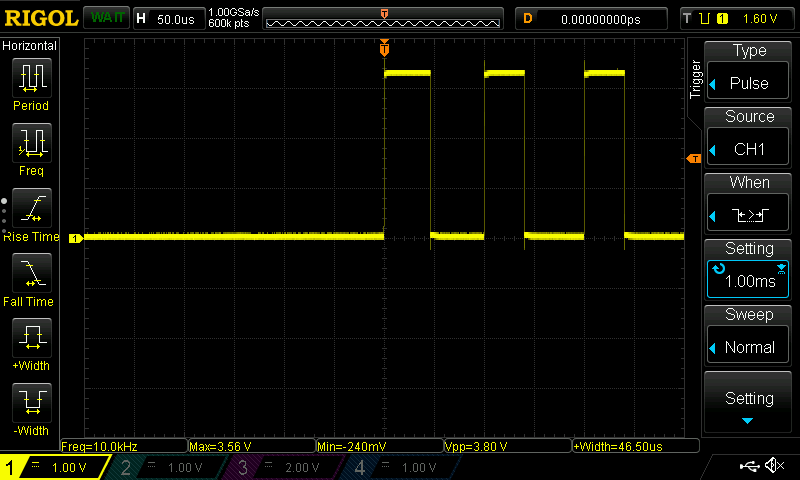 RIGOL WAIT H 50.0us 1.00GSa/s 600k pts T D 0.00000000ps T 1 1.60 V
Horizontal
Period
Freq
Rise Time
Fall Time
+Width
-Width
T
1
T
Trigger
Type
Pulse
Source
CH1
When
Setting
1.00ms
Sweep
Normal
Setting
Freq=10.0kHz Max=3.56 V Min=-240mV Vpp=3.80 V +Width=46.50us
1 1.00 V 2 1.00 V 3 2.00 V 4 1.00 V